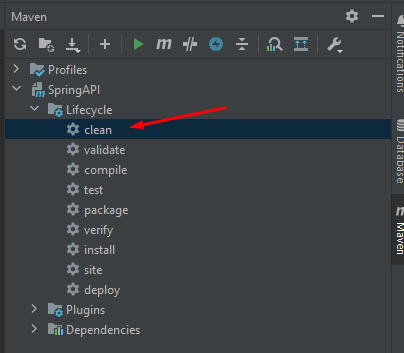 Maven
Profiles
SpringAPI
Lifecycle
clean
validate
compile
test
package
verify
install
site
deploy
Plugins
Dependencies
Notifications
Database
m Maven